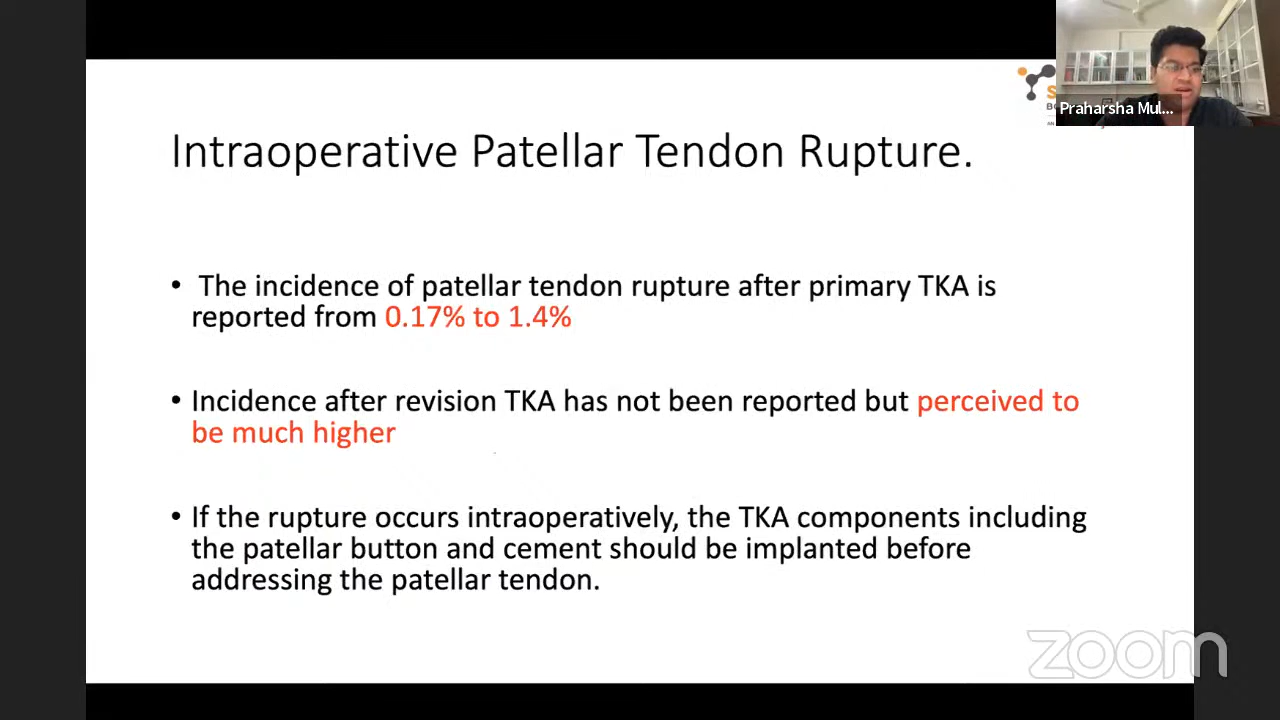 Praharsha Mul...
Intraoperative Patellar Tendon Rupture.
• The incidence of patellar tendon rupture after primary TKA is
reported from 0.17% to 1.4%
• Incidence after revision TKA has not been reported but perceived to
be much higher
• If the rupture occurs intraoperatively, the TKA components including
the patellar button and cement should be implanted before
addressing the patellar tendon.
zoom